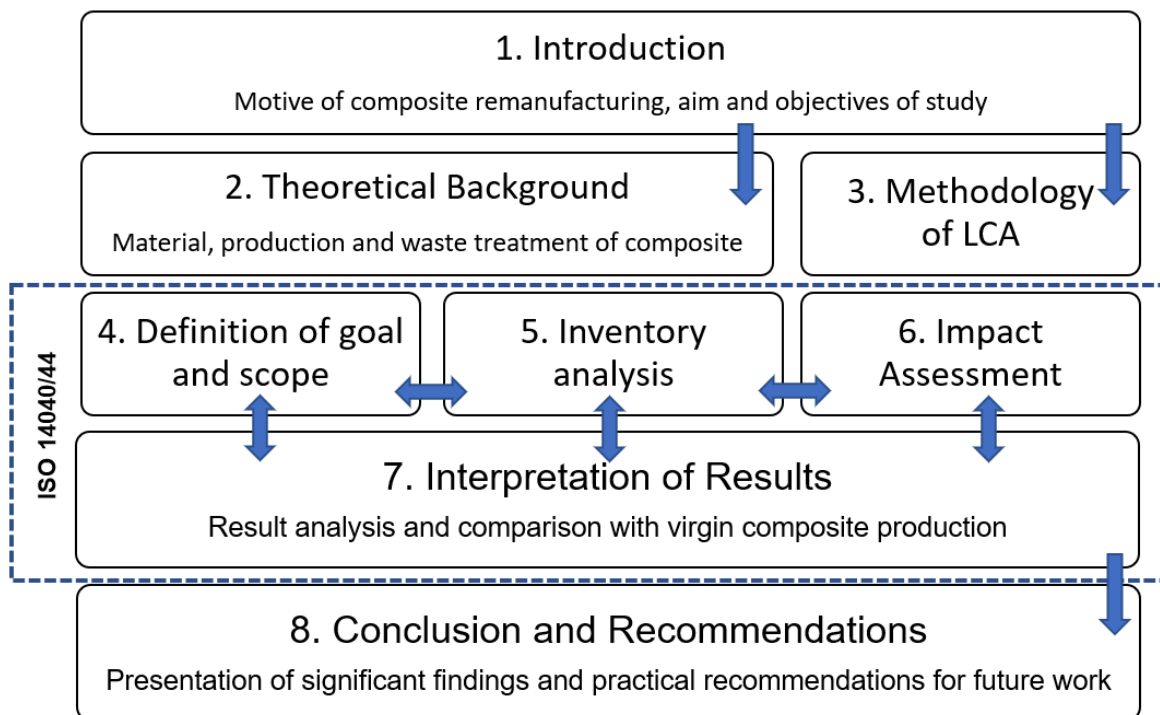 1. Introduction
Motive of composite remanufacturing, aim and objectives of study
2. Theoretical Background
Material, production and waste treatment of composite
3. Methodology
of LCA
ISO 14040/44
4. Definition of goal
and scope
5. Inventory
analysis
6. Impact
Assessment
7. Interpretation of Results
Result analysis and comparison with virgin composite production
8. Conclusion and Recommendations
Presentation of significant findings and practical recommendations for future work